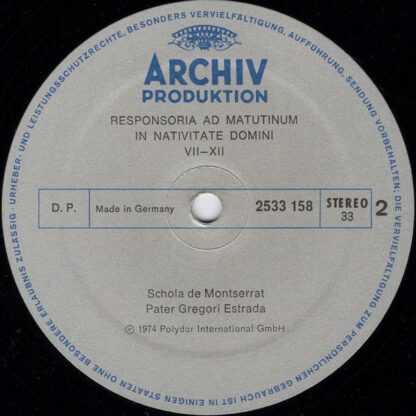 ALLE URHEBER- UND LEISTUNGSSCHUTZRECHTE, BESONDERE VERVIELFÄLTIGUNG, AUFFÜHRUNG, SENDUNG VORBEHALTEN. DIE VERVIELFÄLTIGUNG ZUM PERSÖNLICHEN GEBRAUCH IST IN EINIGEN STAATEN OHNE BESONDERE ERLAUBNIS ZULÄSSIG
ARCHIV
PRODUKTION
RESPONSORIA AD MATUTINUM
IN NATIVITATE DOMINI
VII–XII
D. P. Made in Germany 2533 158 STEREO 33 2
Schola de Montserrat
Pater Gregori Estrada
Ⓟ 1974 Polydor International GmbH